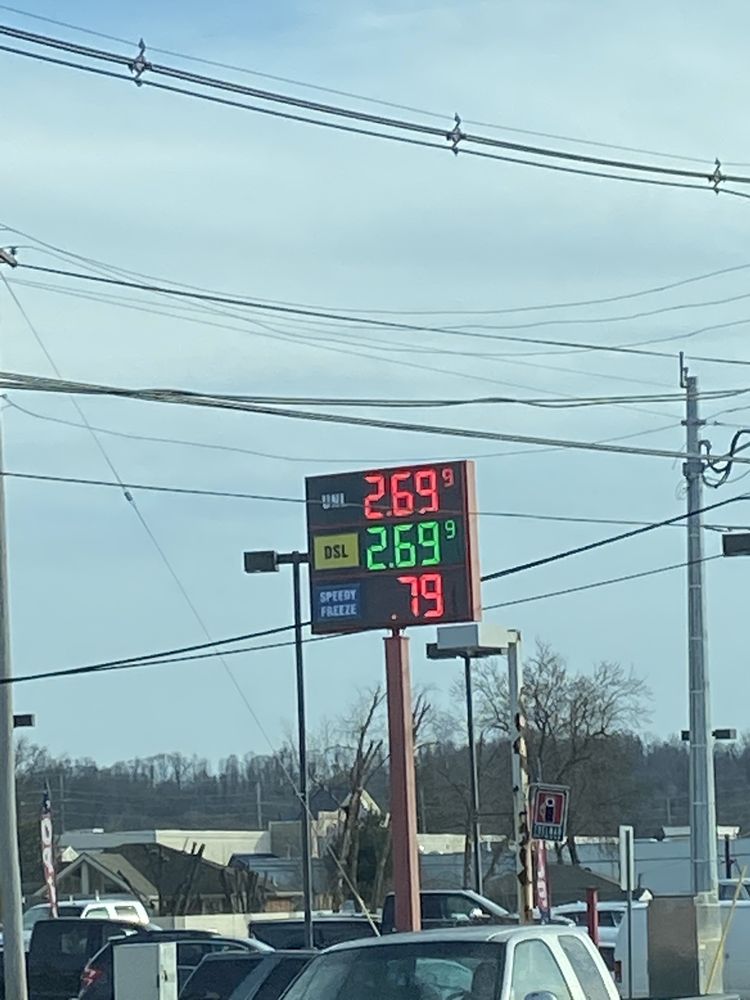 UNL 2.69 9
DSL 2.69 9
SPEEDY
FREEZE .79